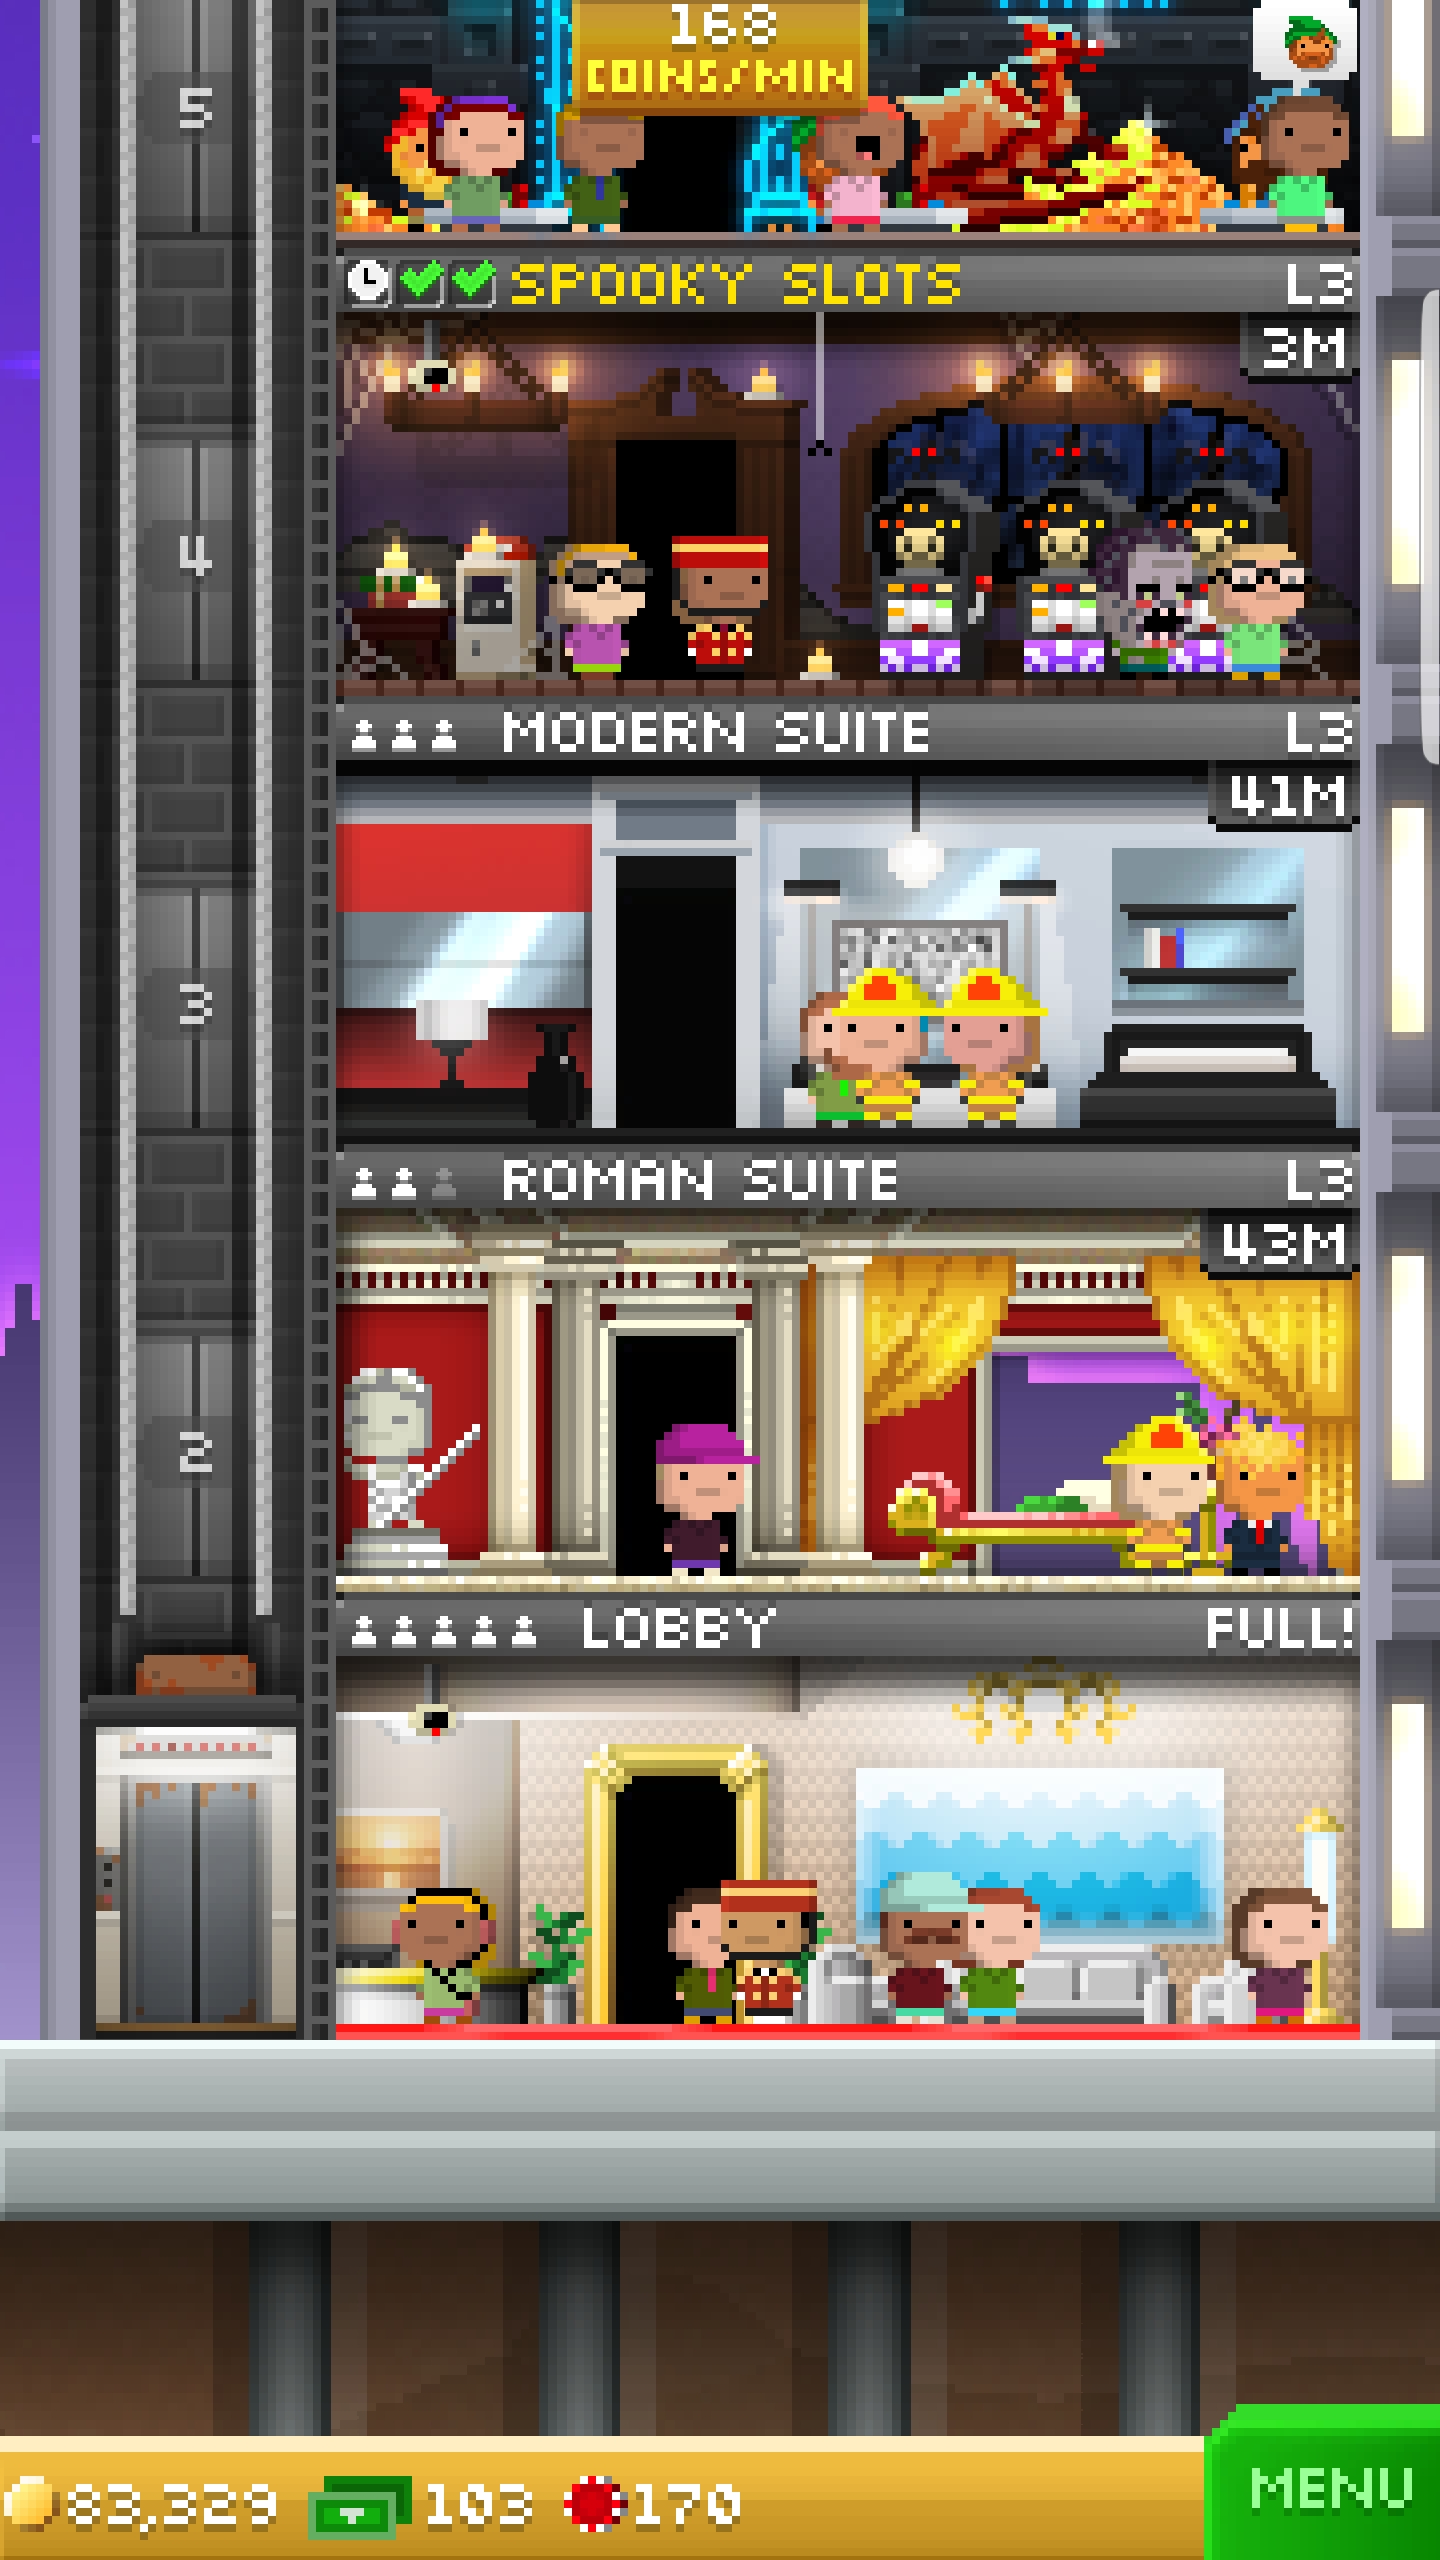 168
COINS/MIN
5
SPOOKY SLOTS L3
3M
4
MODERN SUITE L3
41M
3
ROMAN SUITE L3
43M
2
LOBBY FULL!
83,329 103 170
MENU